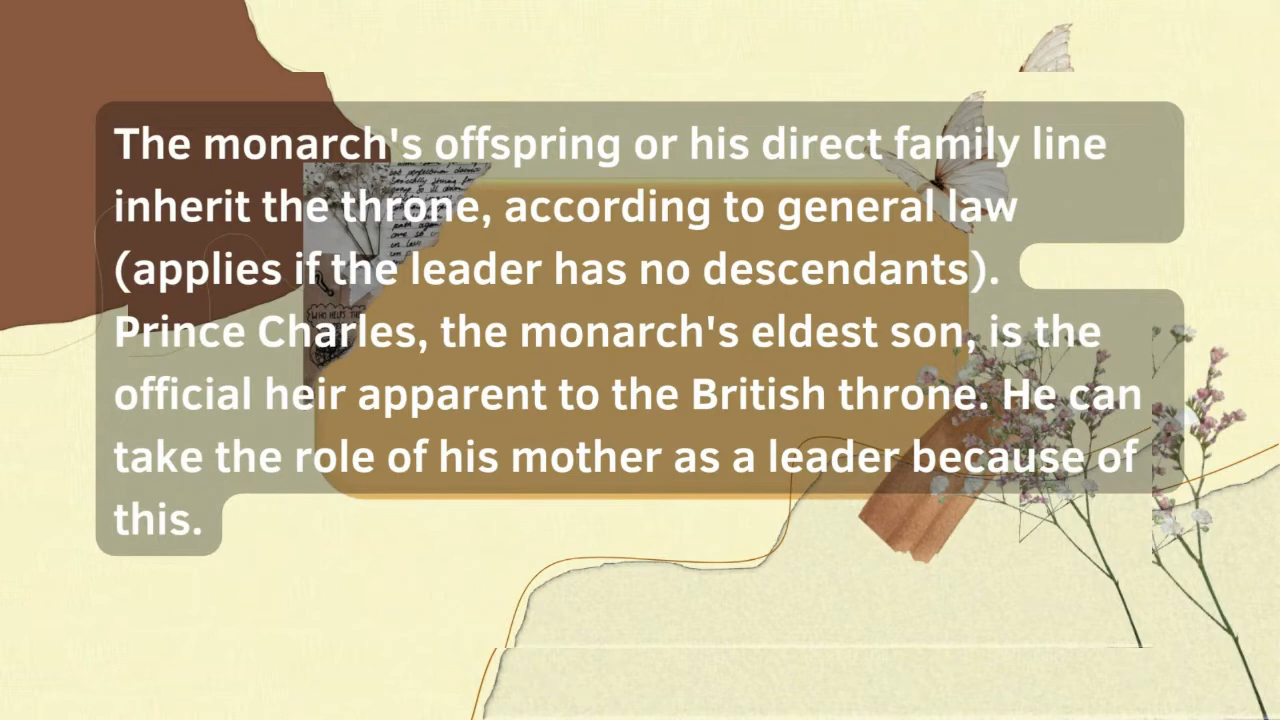 The monarch's offspring or his direct family line
inherit the throne, according to general law
(applies if the leader has no descendants).
Prince Charles, the monarch's eldest son, is the
official heir apparent to the British throne. He can
take the role of his mother as a leader because of
this.